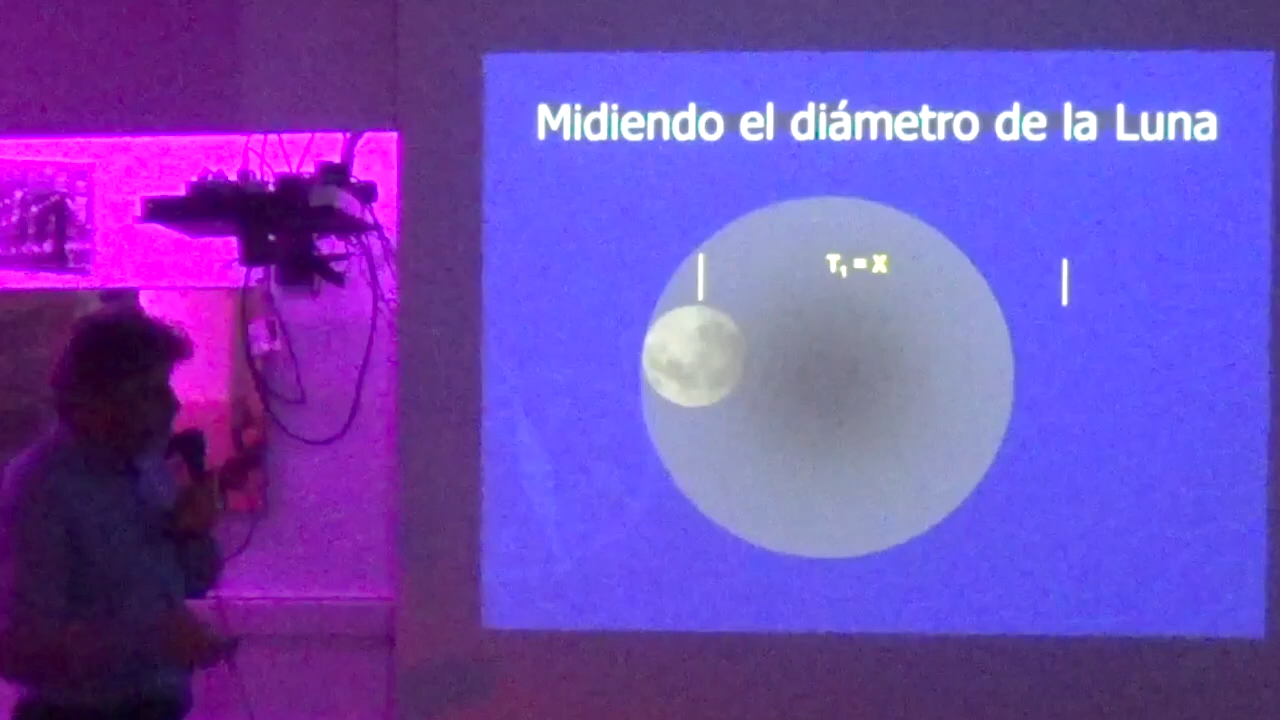 Midiendo el diámetro de la Luna
T₁ = X